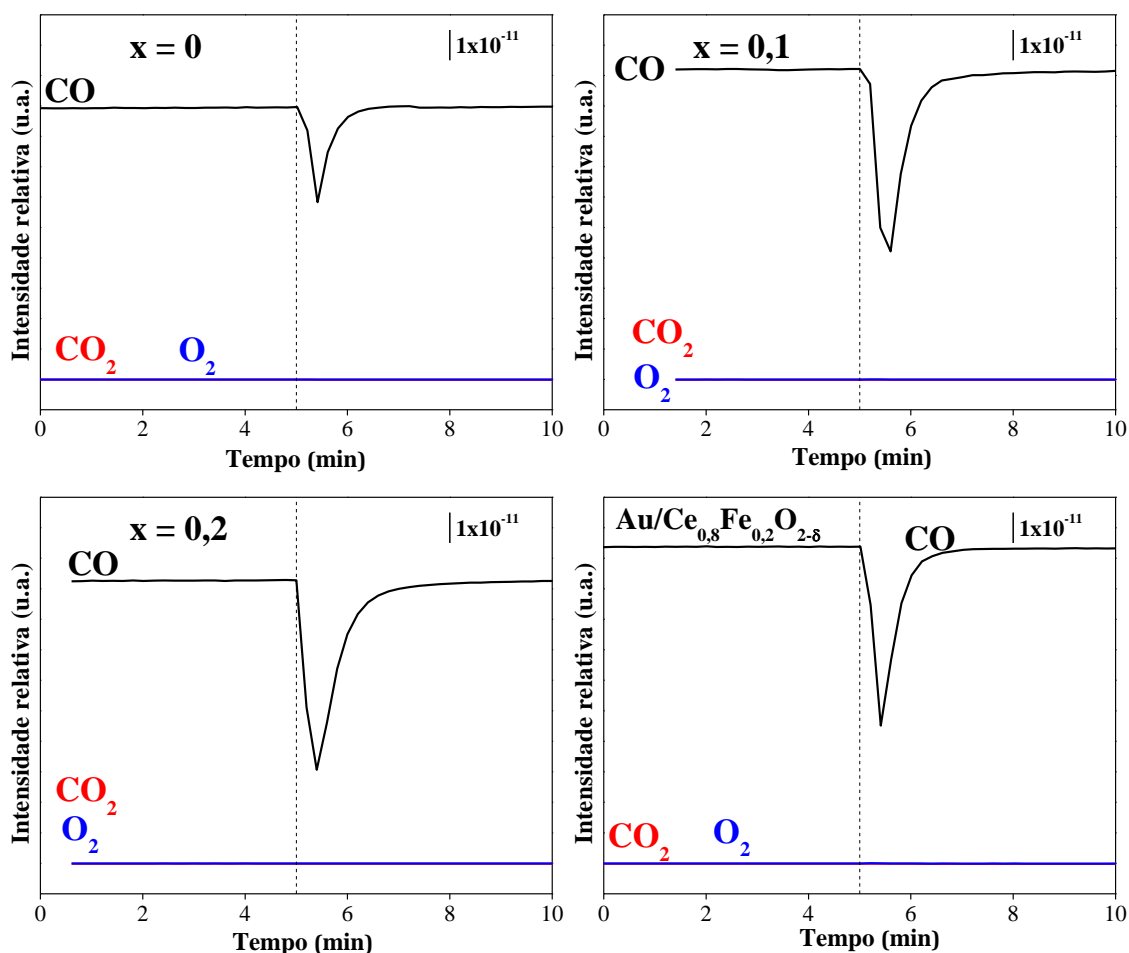 x = 0
1x10⁻¹¹
CO
CO₂ O₂
Intensidade relativa (u.a.)
0 2 4 6 8 10
Tempo (min)
x = 0,1
1x10⁻¹¹
CO
CO₂
O₂
Intensidade relativa (u.a.)
0 2 4 6 8 10
Tempo (min)
x = 0,2
1x10⁻¹¹
CO
CO₂
O₂
Intensidade relativa (u.a.)
0 2 4 6 8 10
Tempo (min)
Au/Ce₀,₈Fe₀,₂O₂₋δ
1x10⁻¹¹
CO
CO₂ O₂
Intensidade relativa (u.a.)
0 2 4 6 8 10
Tempo (min)